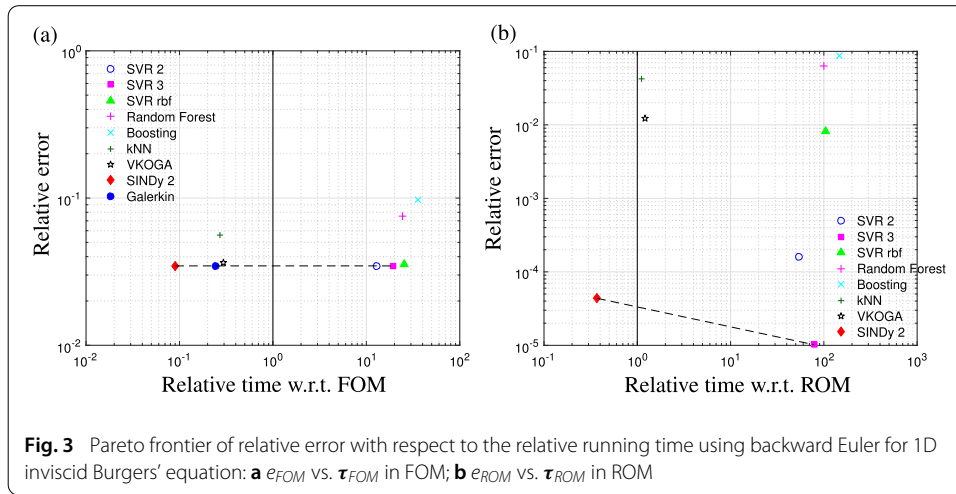 (a)
10^0
10^-1
10^-2
Relative error
SVR 2
SVR 3
SVR rbf
Random Forest
Boosting
kNN
VKOGA
SINDy 2
Galerkin
10^-2 10^-1 10^0 10^1 10^2
Relative time w.r.t. FOM
(b)
10^-1
10^-2
10^-3
10^-4
10^-5
Relative error
SVR 2
SVR 3
SVR rbf
Random Forest
Boosting
kNN
VKOGA
SINDy 2
10^-1 10^0 10^1 10^2 10^3
Relative time w.r.t. ROM
Fig. 3 Pareto frontier of relative error with respect to the relative running time using backward Euler for 1D
inviscid Burgers' equation: a e_FOM vs. τ_FOM in FOM; b e_ROM vs. τ_ROM in ROM